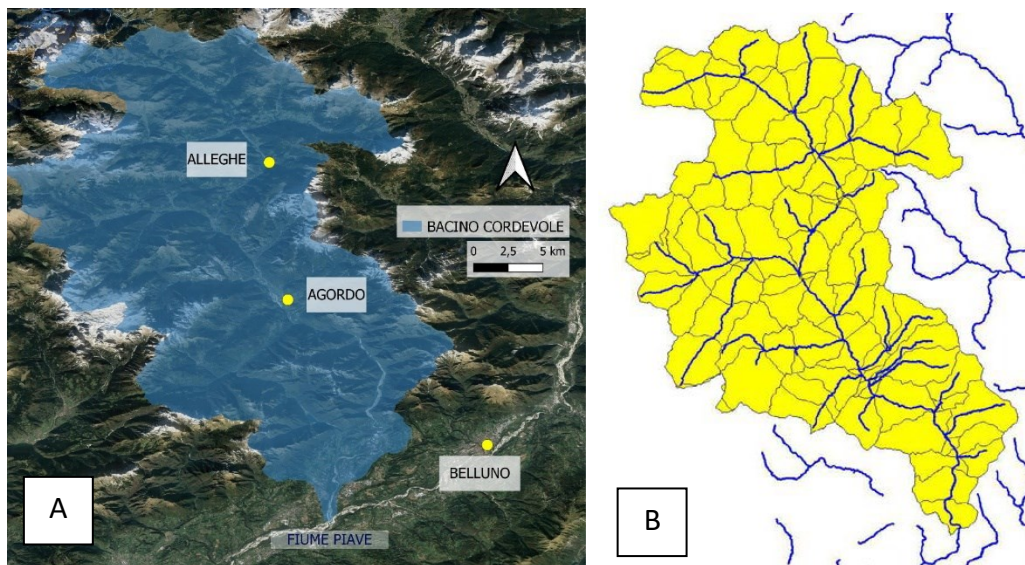 ALLEGHE
BACINO CORDEVOLE
0 2,5 5 km
AGORDO
BELLUNO
FIUME PIAVE
A
B